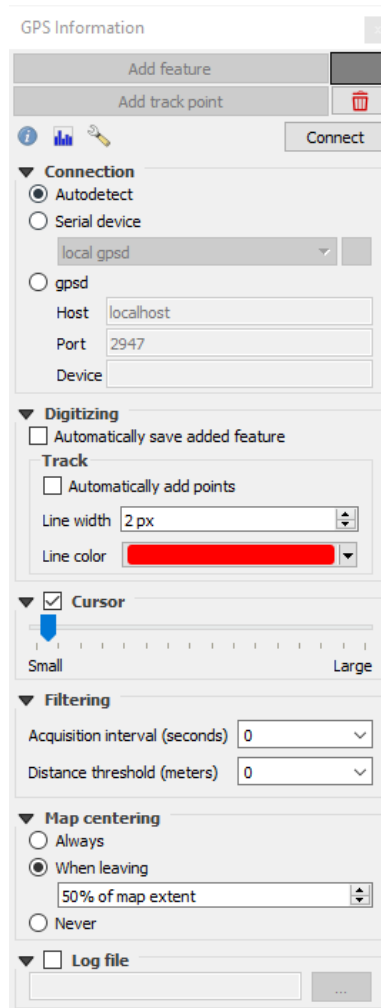 GPS Information
Add feature
Add track point
Connect
Connection
Autodetect
Serial device
local gpsd
gpsd
Host localhost
Port 2947
Device
Digitizing
Automatically save added feature
Track
Automatically add points
Line width 2 px
Line color
Cursor
Small Large
Filtering
Acquisition interval (seconds) 0
Distance threshold (meters) 0
Map centering
Always
When leaving
50% of map extent
Never
Log file
...